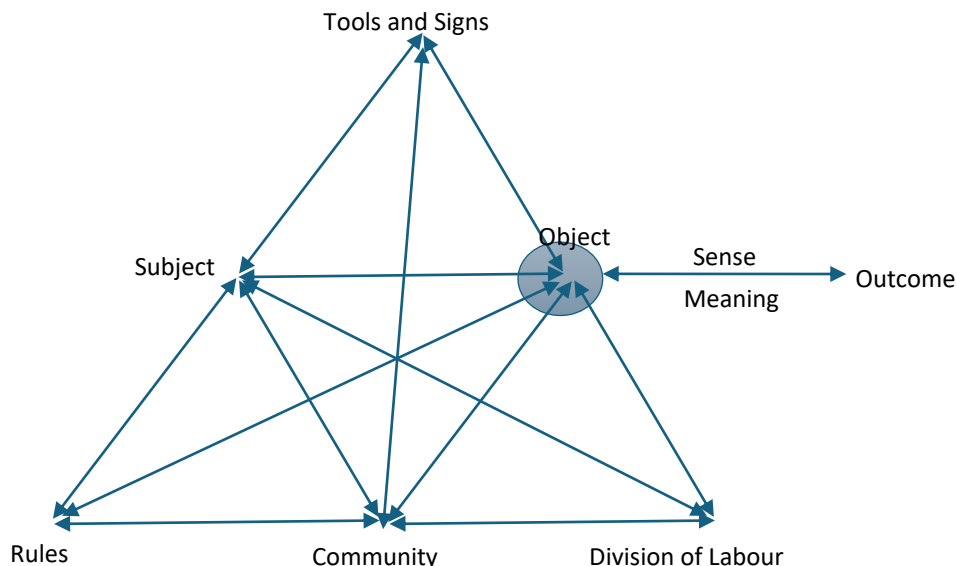 Tools and Signs
Object
Subject
Sense
Meaning
Outcome
Rules
Community
Division of Labour